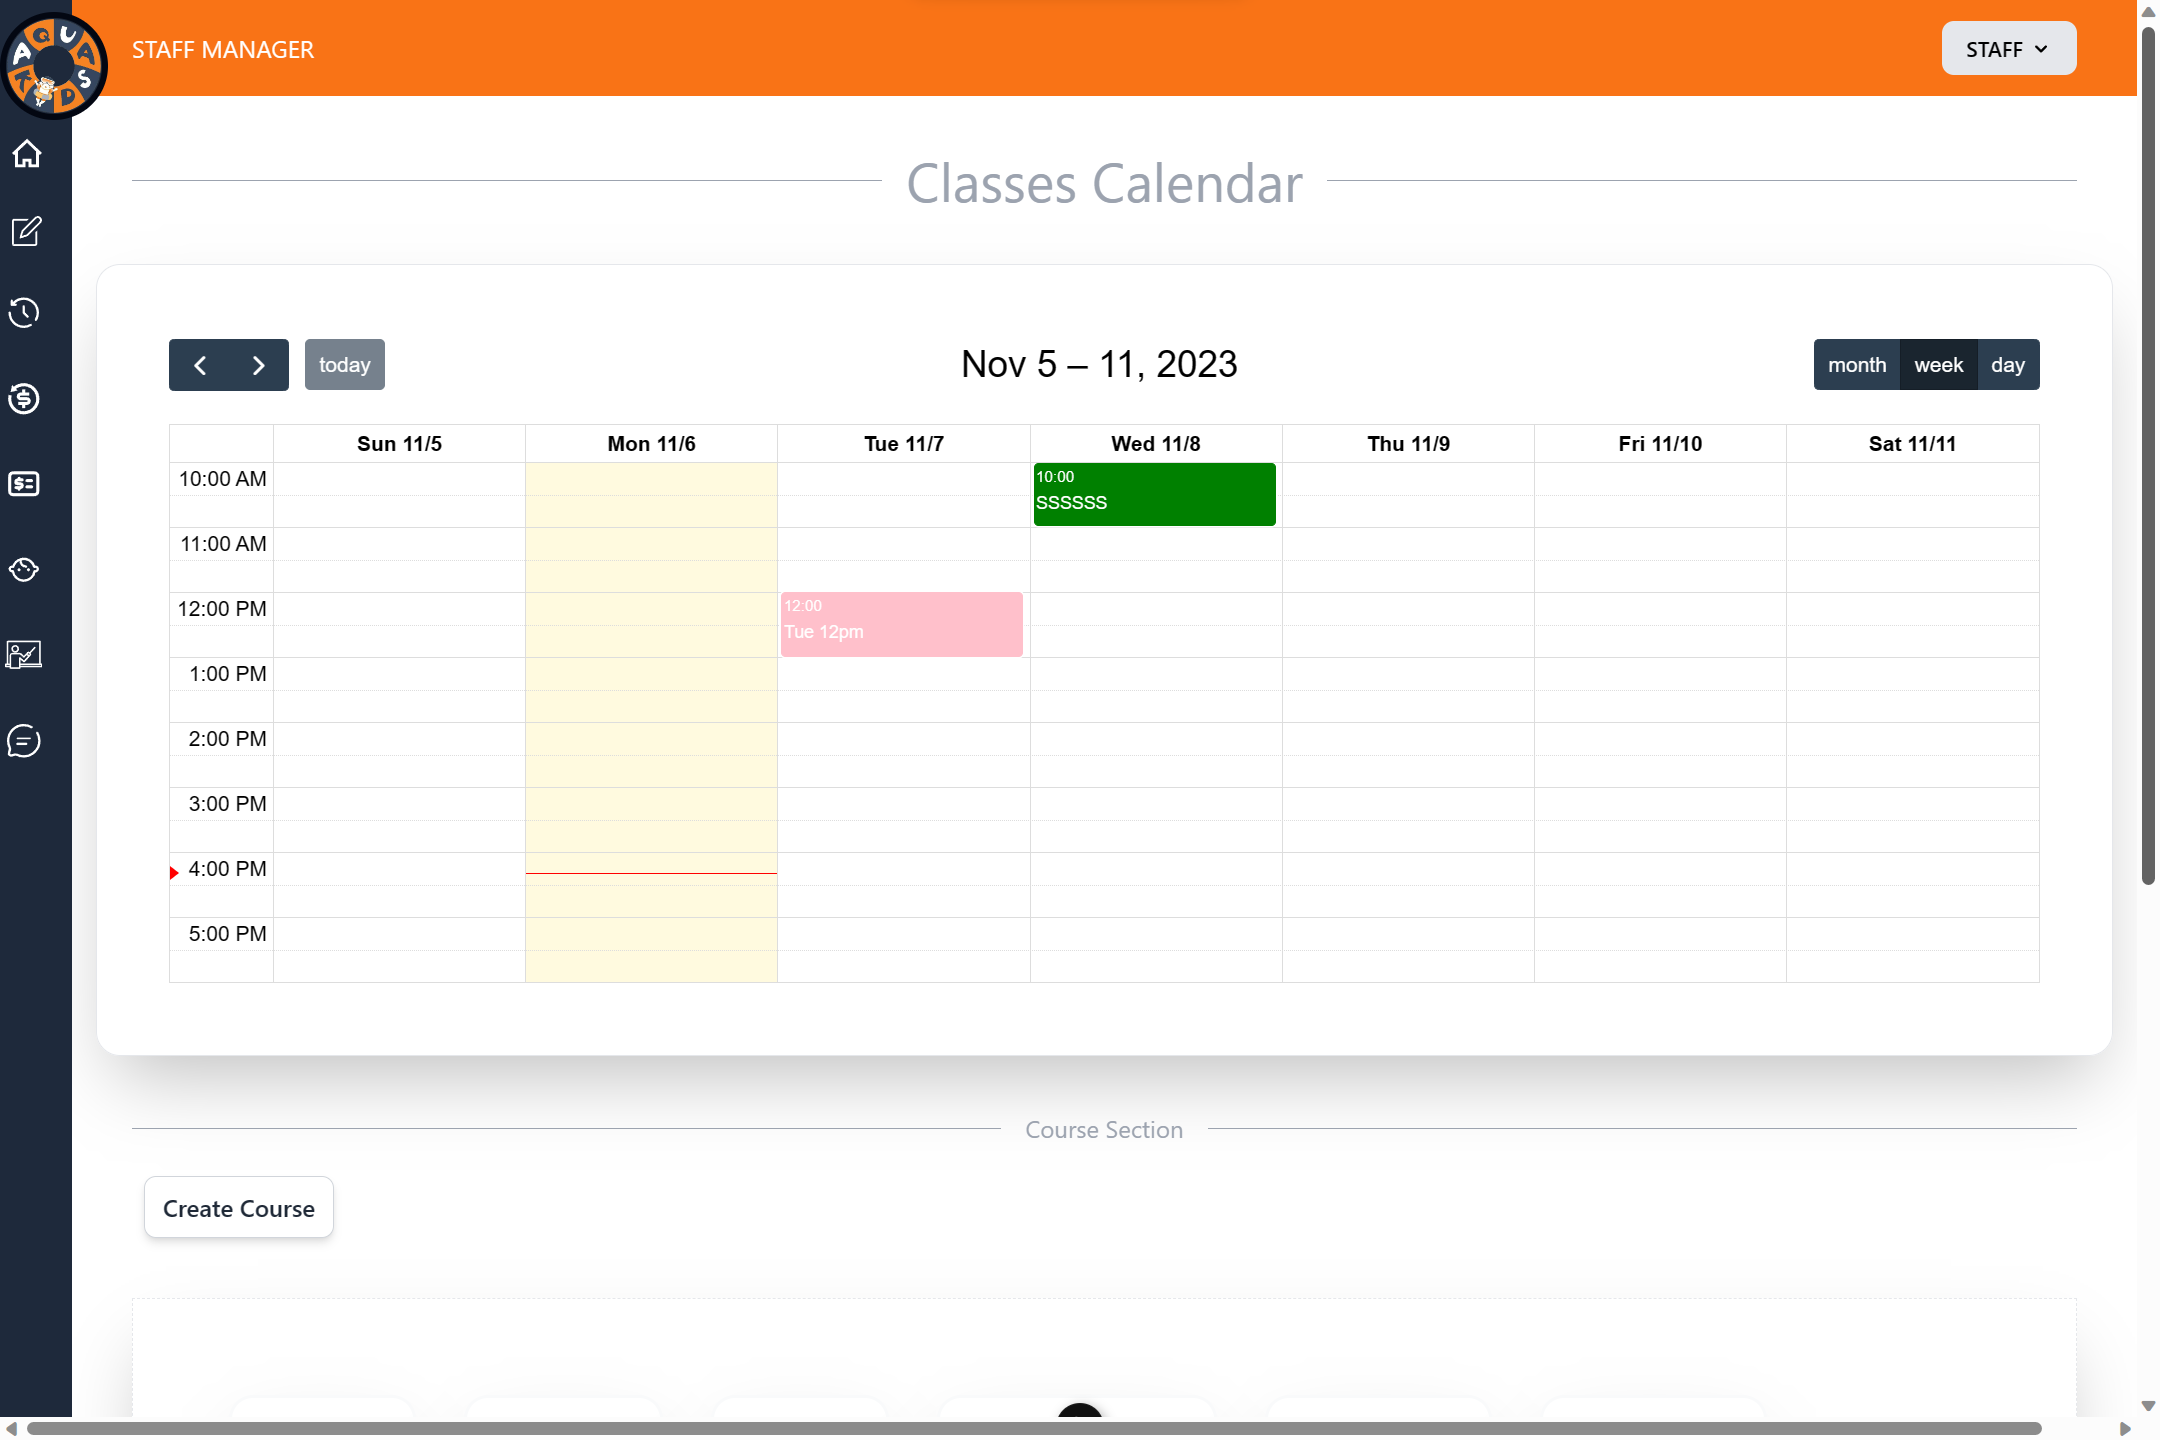 AQUA KIDS
STAFF MANAGER
STAFF
Classes Calendar
today
Nov 5 – 11, 2023
month week day
Sun 11/5 Mon 11/6 Tue 11/7 Wed 11/8 Thu 11/9 Fri 11/10 Sat 11/11
10:00 AM
10:00
SSSSSS
11:00 AM
12:00 PM
12:00
Tue 12pm
1:00 PM
2:00 PM
3:00 PM
4:00 PM
5:00 PM
Course Section
Create Course